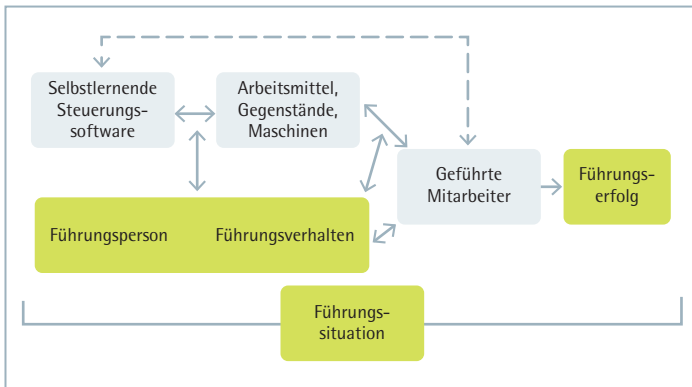 Selbstlernende
Steuerungs-
software
Arbeitsmittel,
Gegenstände,
Maschinen
Geführte
Mitarbeiter
Führungs-
erfolg
Führungsperson
Führungsverhalten
Führungs-
situation